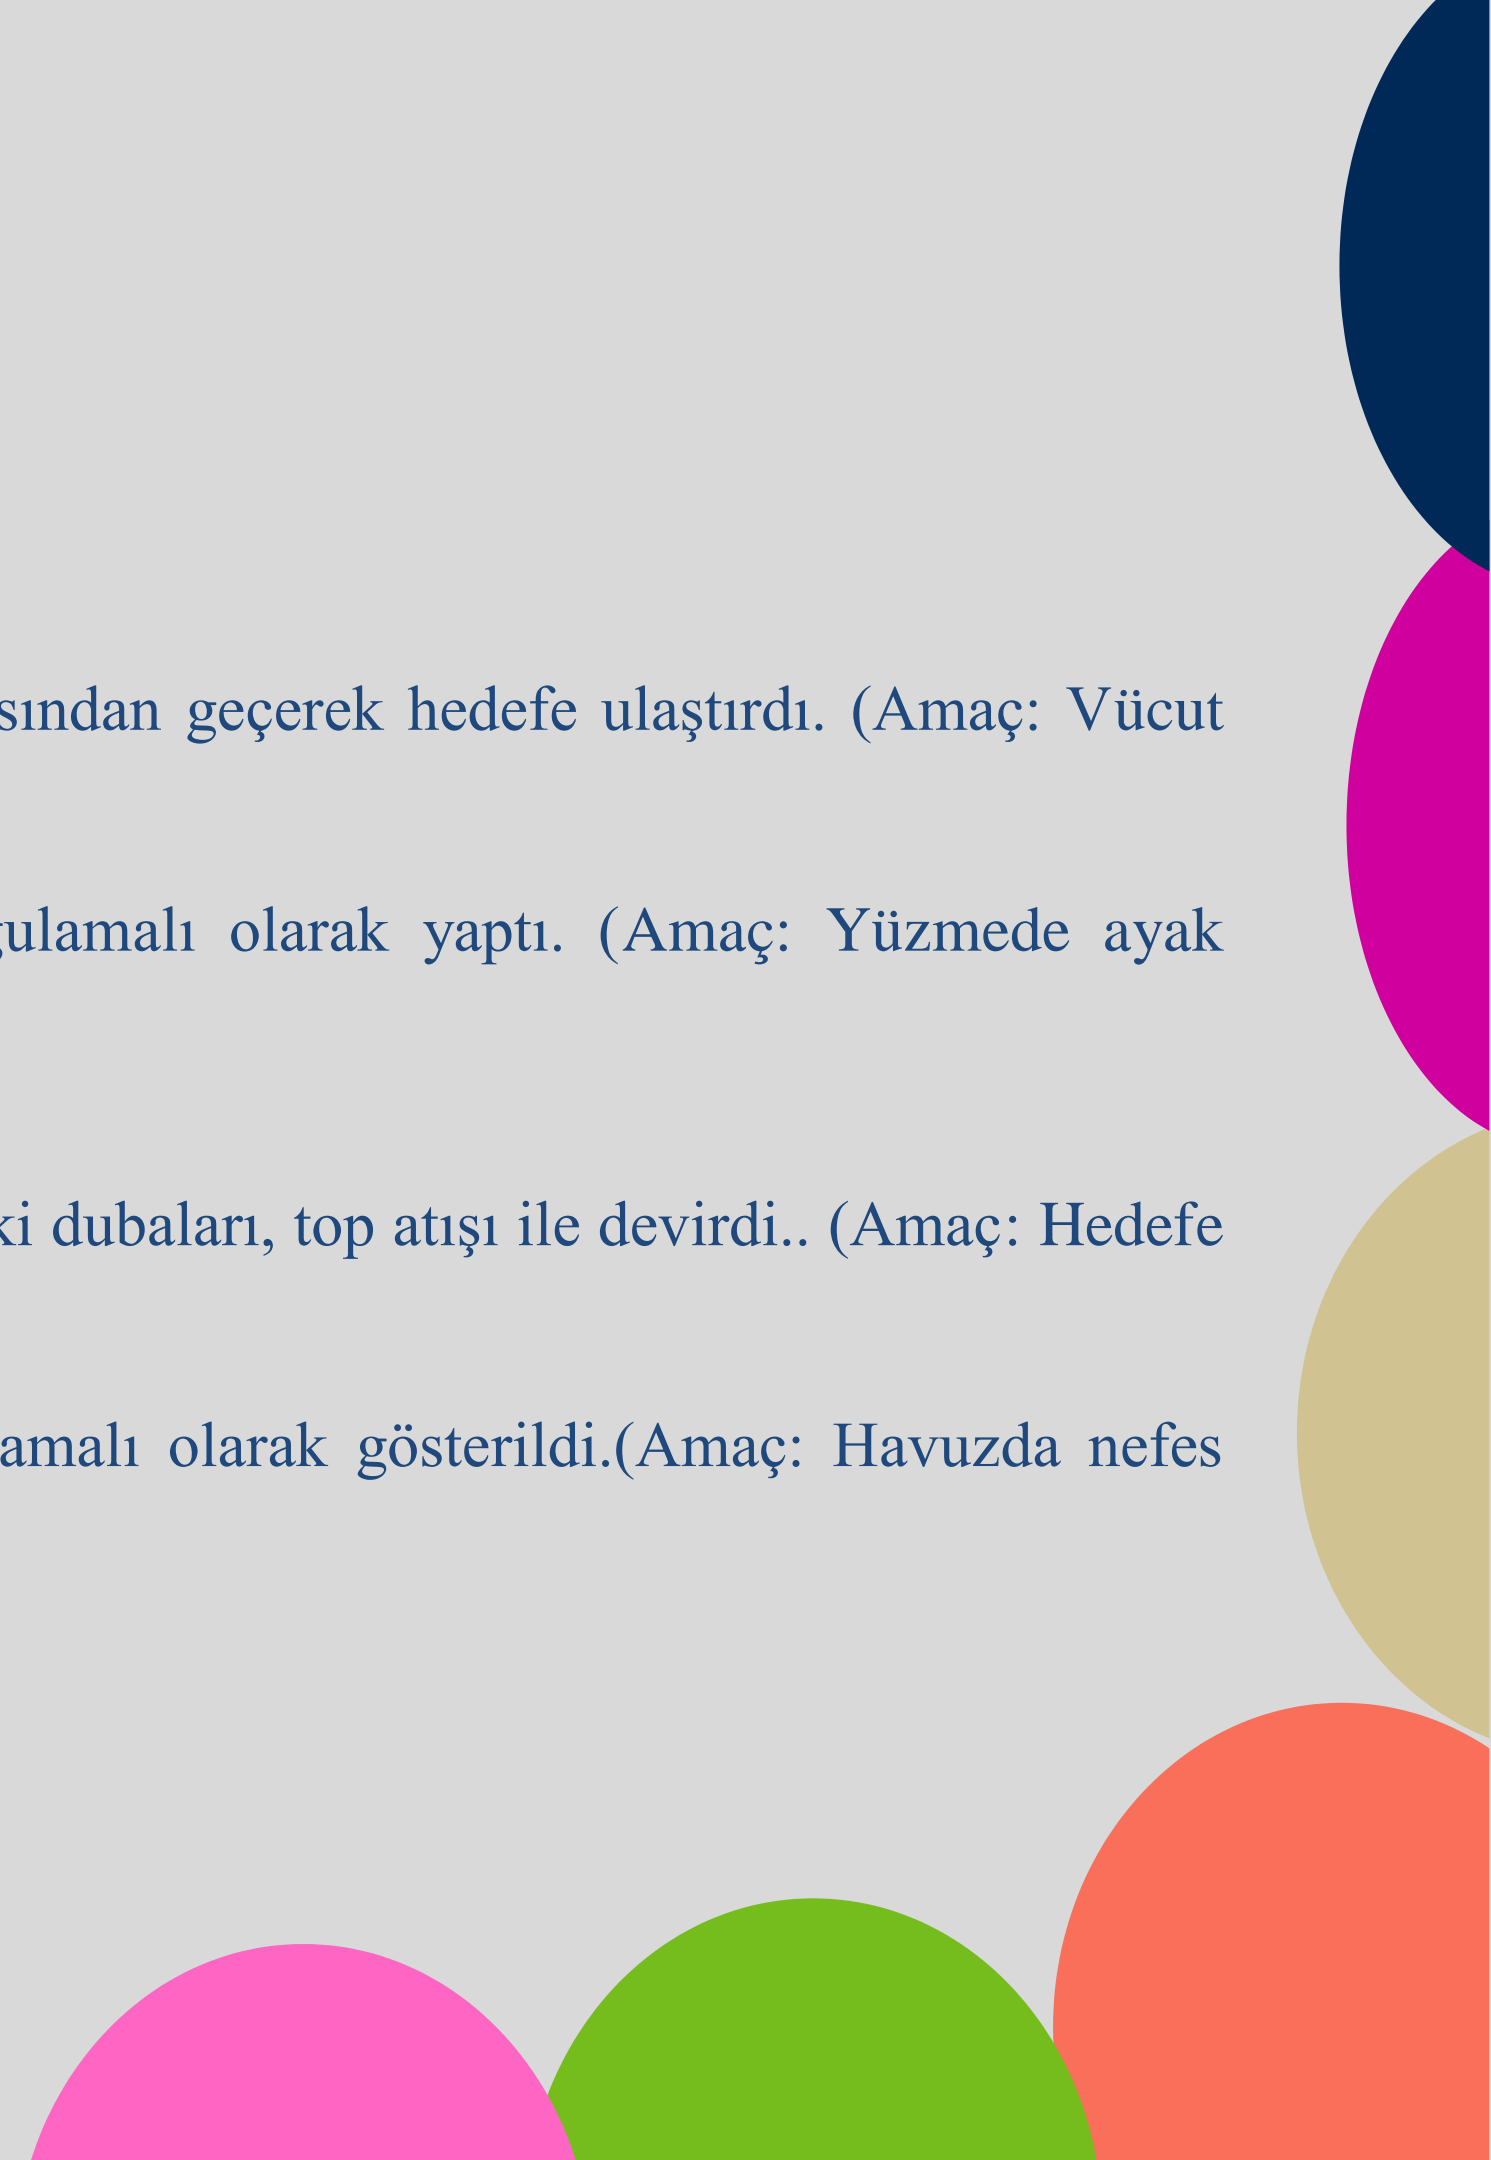 sından geçerek hedefe ulaştırdı. (Amaç: Vücut
gulamalı olarak yaptı. (Amaç: Yüzmede ayak
ki dubaları, top atışı ile devirdi.. (Amaç: Hedefe
amalı olarak gösterildi.(Amaç: Havuzda nefes